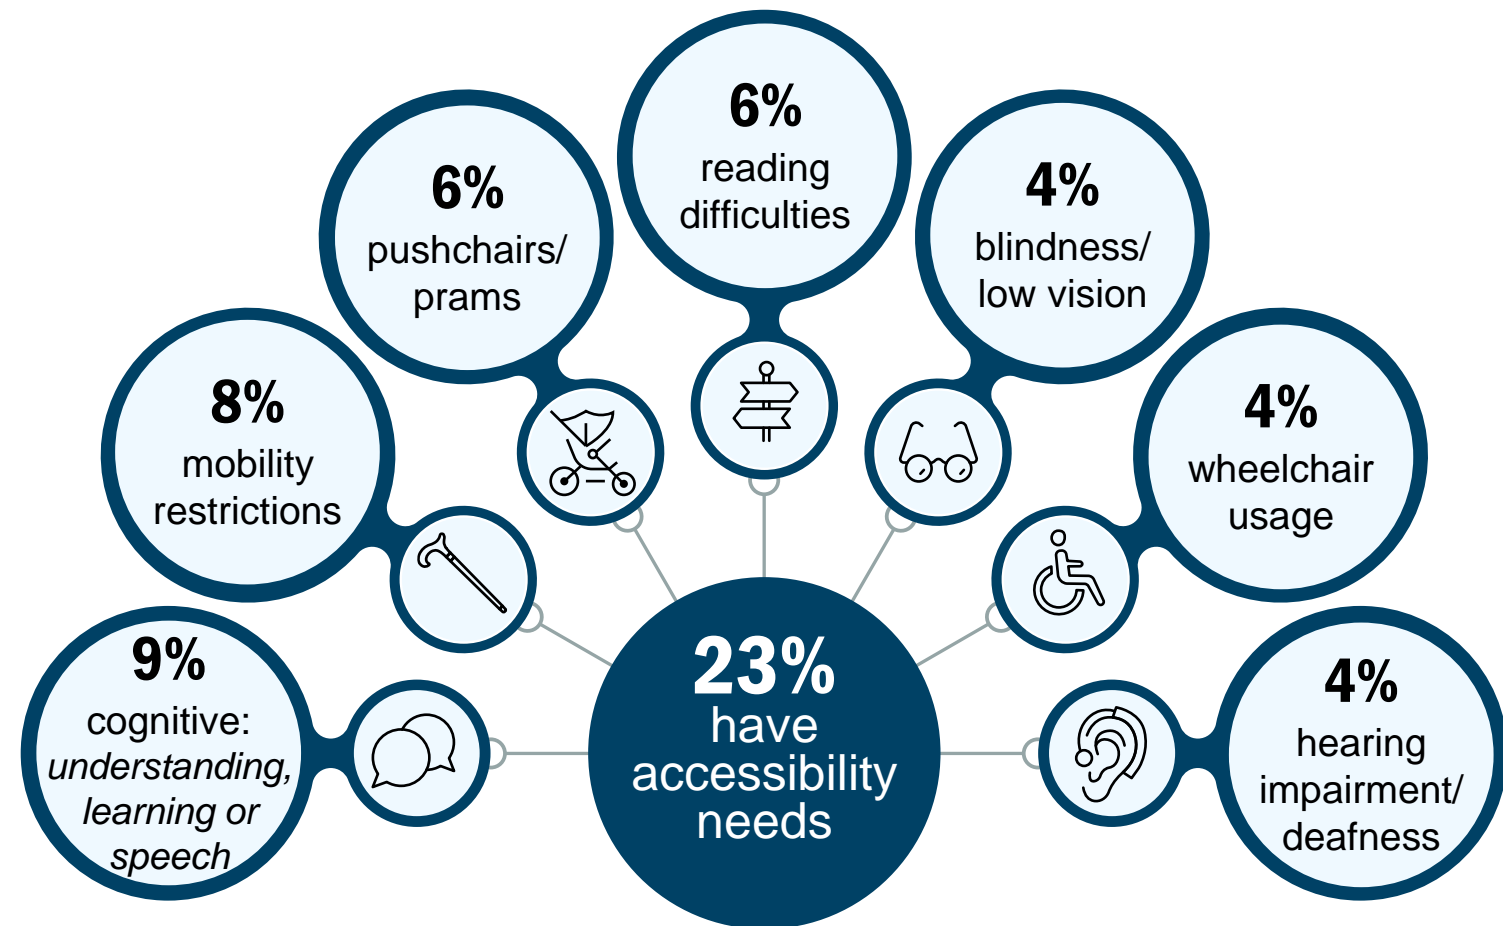 6%
reading
difficulties
6%
pushchairs/
prams
4%
blindness/
low vision
8%
mobility
restrictions
4%
wheelchair
usage
9%
cognitive:
understanding,
learning or
speech
23%
have
accessibility
needs
4%
hearing
impairment/
deafness